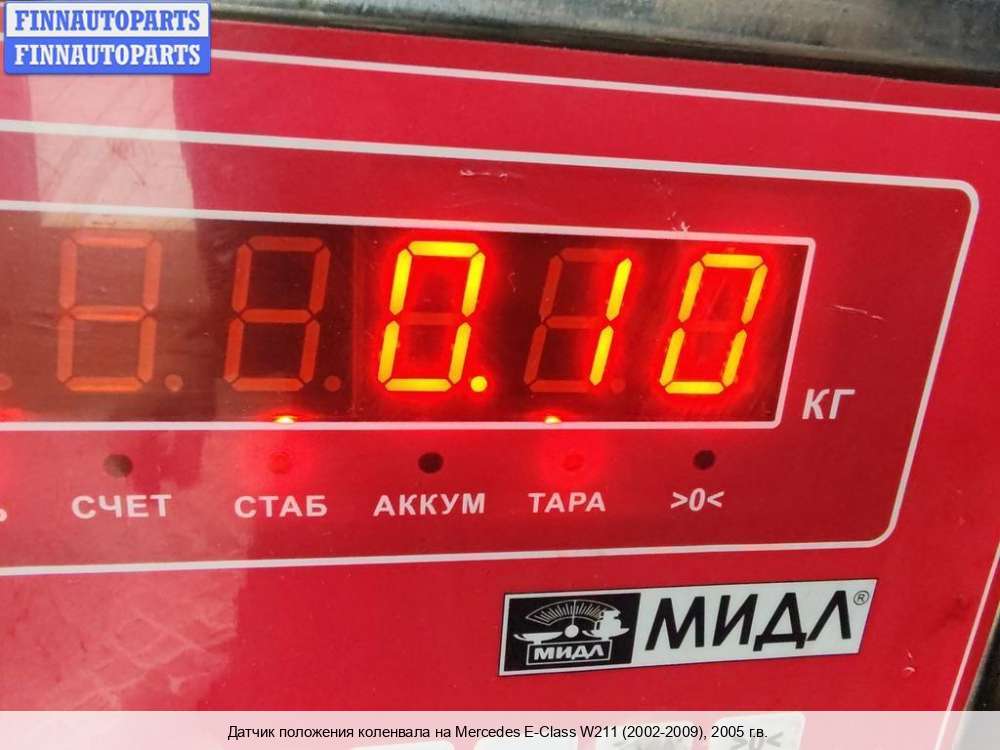 FINNAUTOPARTS
FINNAUTOPARTS
0.10
КГ
СЧЕТ СТАБ АККУМ ТАРА >0<
МИДЛ МИДЛ®
Датчик положения коленвала на Mercedes E-Class W211 (2002-2009), 2005 г.в.